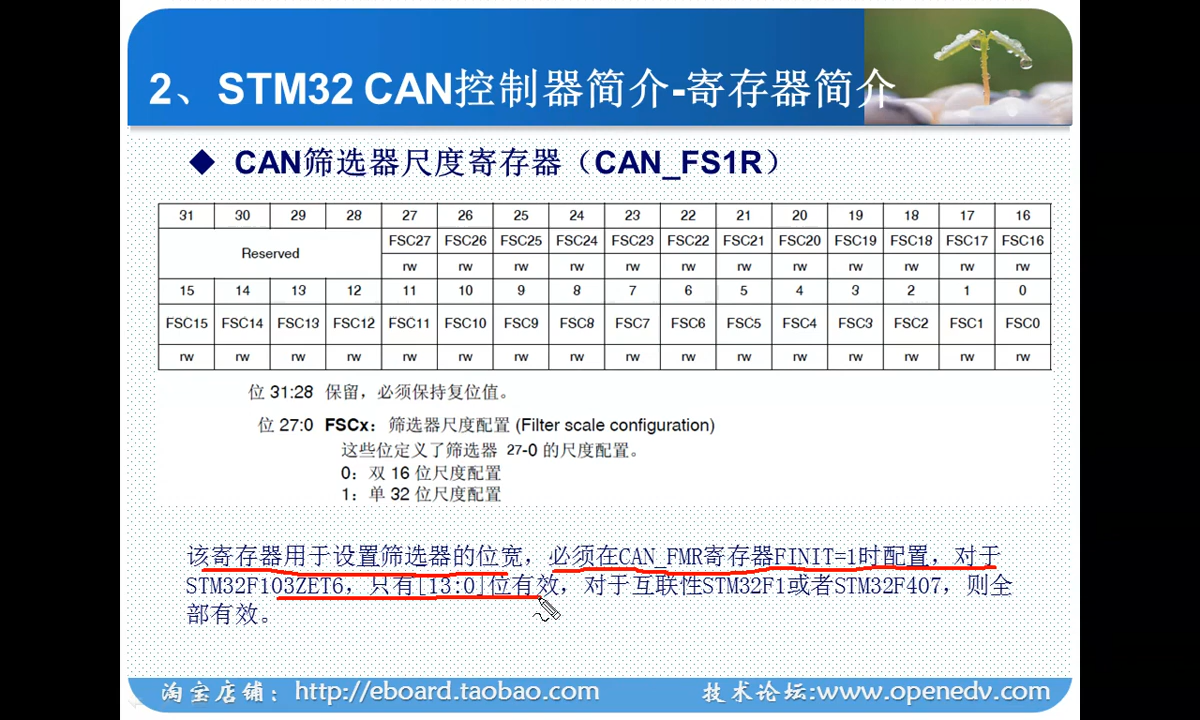 2、STM32 CAN控制器简介-寄存器简介
◆ CAN筛选器尺度寄存器（CAN_FS1R）
31 30 29 28 27 26 25 24 23 22 21 20 19 18 17 16
Reserved FSC27 FSC26 FSC25 FSC24 FSC23 FSC22 FSC21 FSC20 FSC19 FSC18 FSC17 FSC16
rw rw rw rw rw rw rw rw rw rw rw rw
15 14 13 12 11 10 9 8 7 6 5 4 3 2 1 0
FSC15 FSC14 FSC13 FSC12 FSC11 FSC10 FSC9 FSC8 FSC7 FSC6 FSC5 FSC4 FSC3 FSC2 FSC1 FSC0
rw rw rw rw rw rw rw rw rw rw rw rw rw rw rw rw
位 31:28 保留，必须保持复位值。
位 27:0 FSCx：筛选器尺度配置 (Filter scale configuration)
这些位定义了筛选器 27-0 的尺度配置。
0：双 16 位尺度配置
1：单 32 位尺度配置
该寄存器用于设置筛选器的位宽，必须在CAN_FMR寄存器FINIT=1时配置，对于
STM32F103ZET6，只有[13:0]位有效，对于互联性STM32F1或者STM32F407，则全
部有效。
淘宝店铺：http://eboard.taobao.com 技术论坛:www.openedv.com